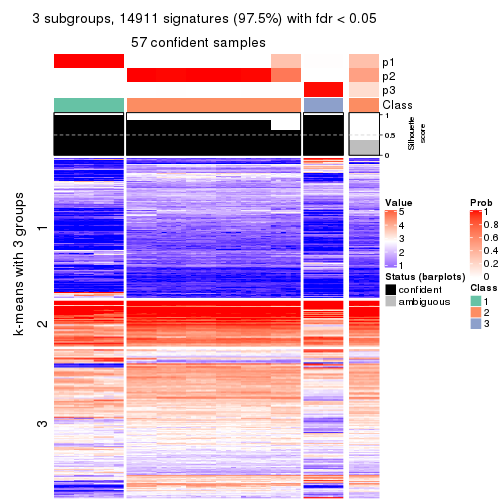 3 subgroups, 14911 signatures (97.5%) with fdr < 0.05
57 confident samples
p1
p2
p3
Class
1
0.5
0
Silhouette
score
k-means with 3 groups
1
2
3
Value
5
4
3
2
1
Status (barplots)
confident
ambiguous
Prob
1
0.8
0.6
0.4
0.2
0
Class
1
2
3